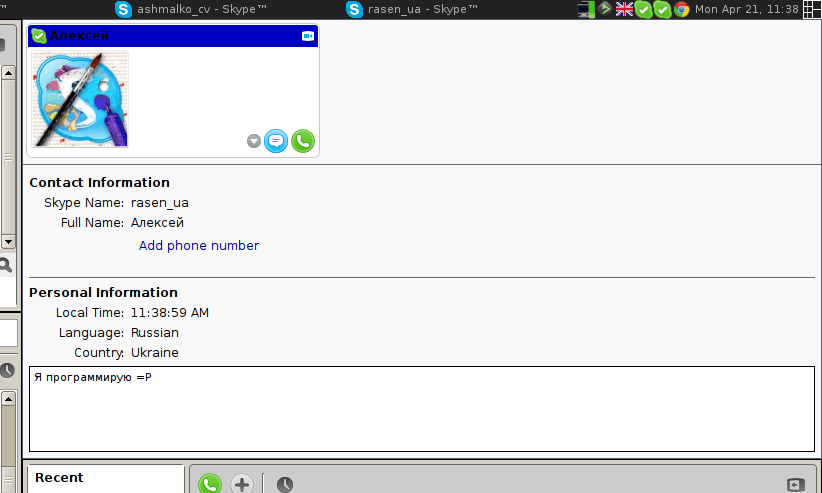 ashmalko_cv - Skype™
rasen_ua - Skype™
Mon Apr 21, 11:38
Алексей
Contact Information
Skype Name: rasen_ua
Full Name: Алексей
Add phone number
Personal Information
Local Time: 11:38:59 AM
Language: Russian
Country: Ukraine
Я программирую =P
Recent